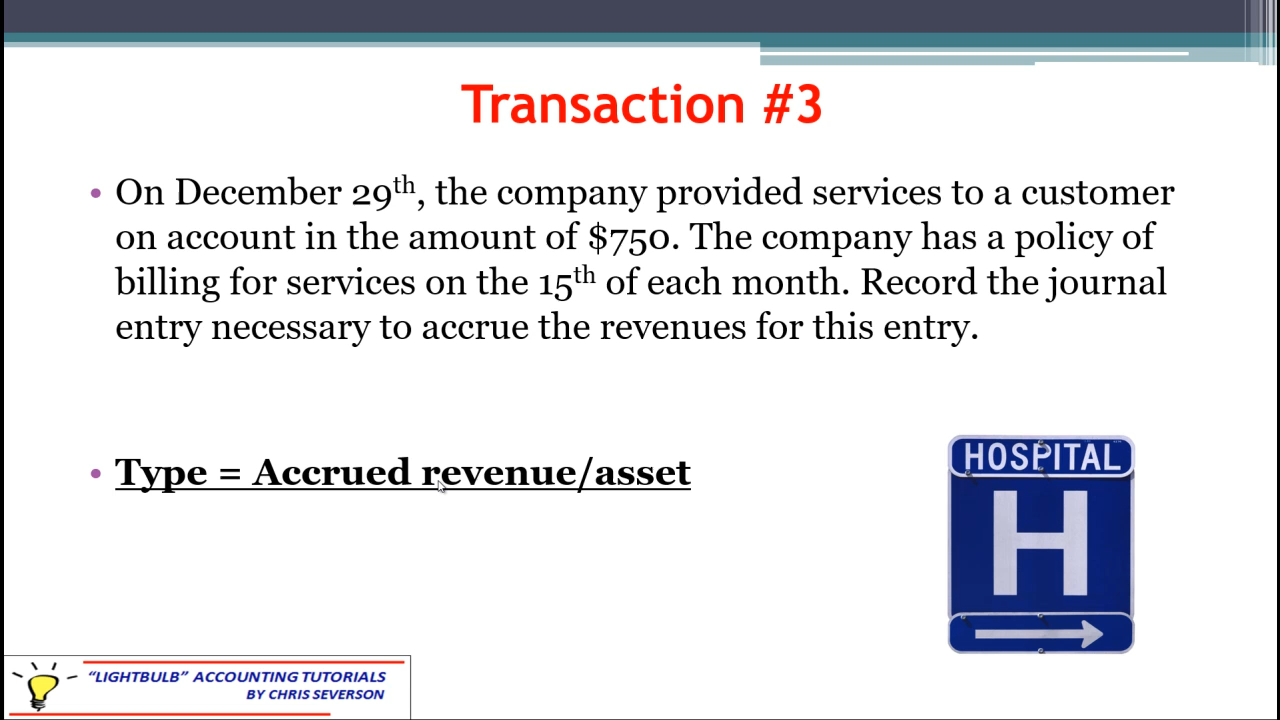 Transaction #3
• On December 29th, the company provided services to a customer
on account in the amount of $750. The company has a policy of
billing for services on the 15th of each month. Record the journal
entry necessary to accrue the revenues for this entry.
• Type = Accrued revenue/asset
HOSPITAL
H
"LIGHTBULB" ACCOUNTING TUTORIALS
BY CHRIS SEVERSON